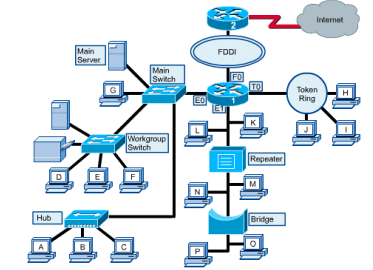 2
Internet
FDDI
Main
Server
Main
Switch
F0
T0
E0
E1
1
Token
Ring
H
G
J
I
L
K
Workgroup
Switch
Repeater
D
E
F
N
M
Hub
Bridge
A
B
C
P
O